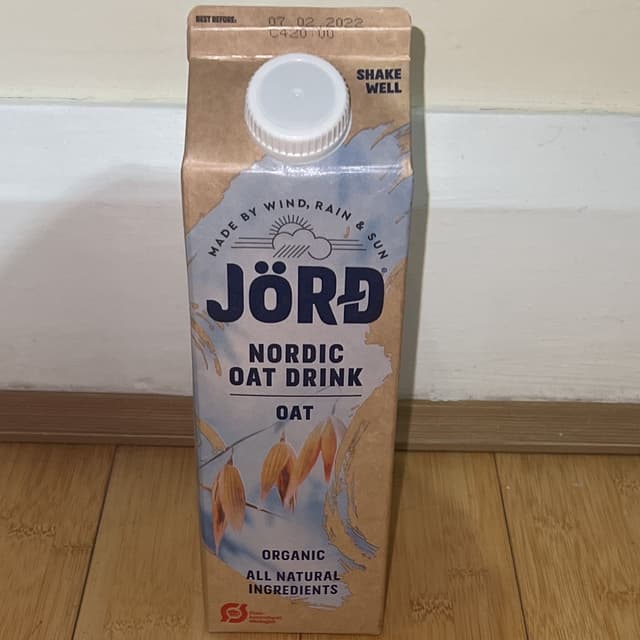 BEST BEFORE:
07.02.2022
C420:00
SHAKE
WELL
MADE BY WIND, RAIN & SUN
JÖRĐ
NORDIC
OAT DRINK
OAT
ORGANIC
ALL NATURAL
INGREDIENTS